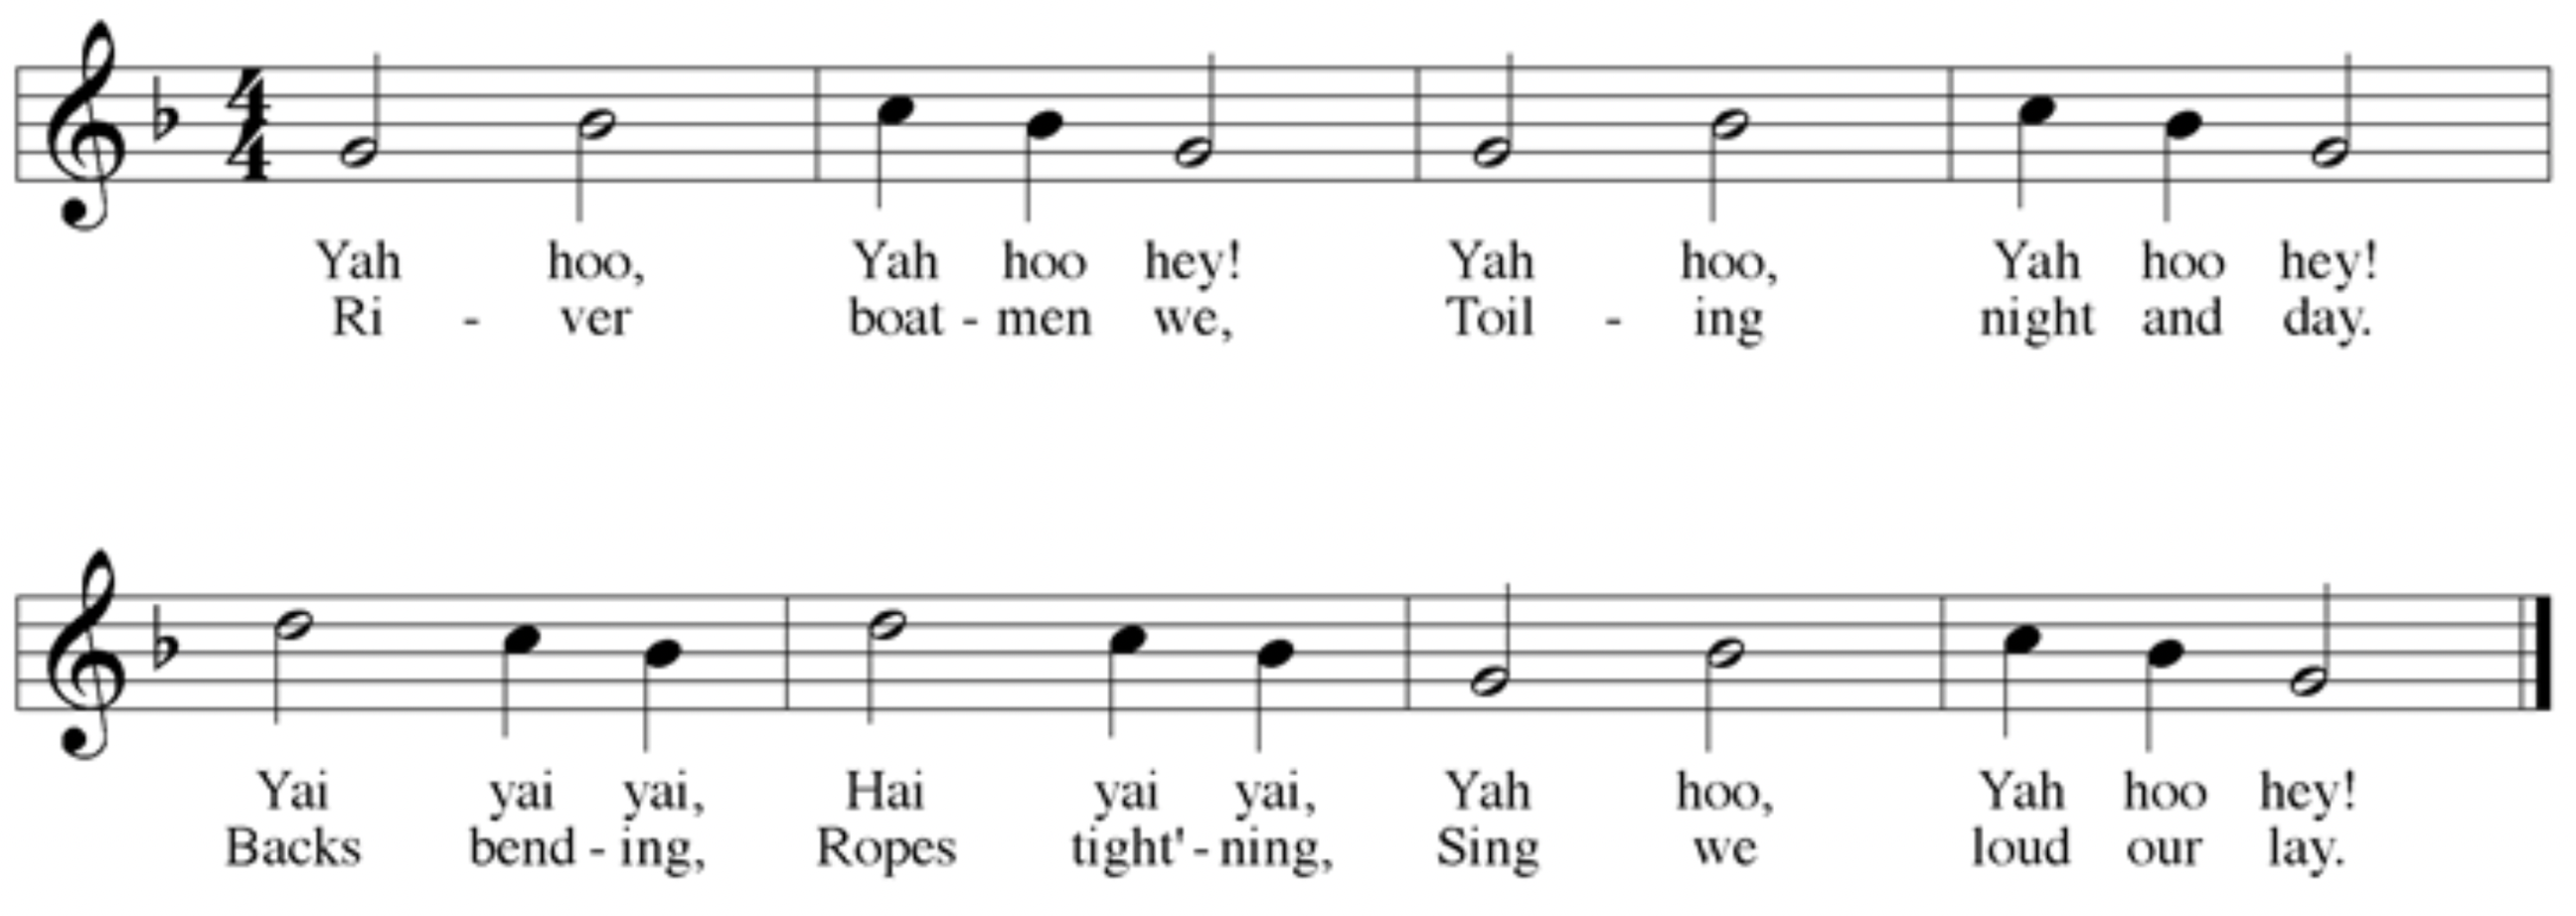 4
4
Yah hoo, Yah hoo hey! Yah hoo, Yah hoo hey!
Ri - ver boat - men we, Toil - ing night and day.
Yai yai yai, Hai yai yai, Yah hoo, Yah hoo hey!
Backs bend - ing, Ropes tight' - ning, Sing we loud our lay.